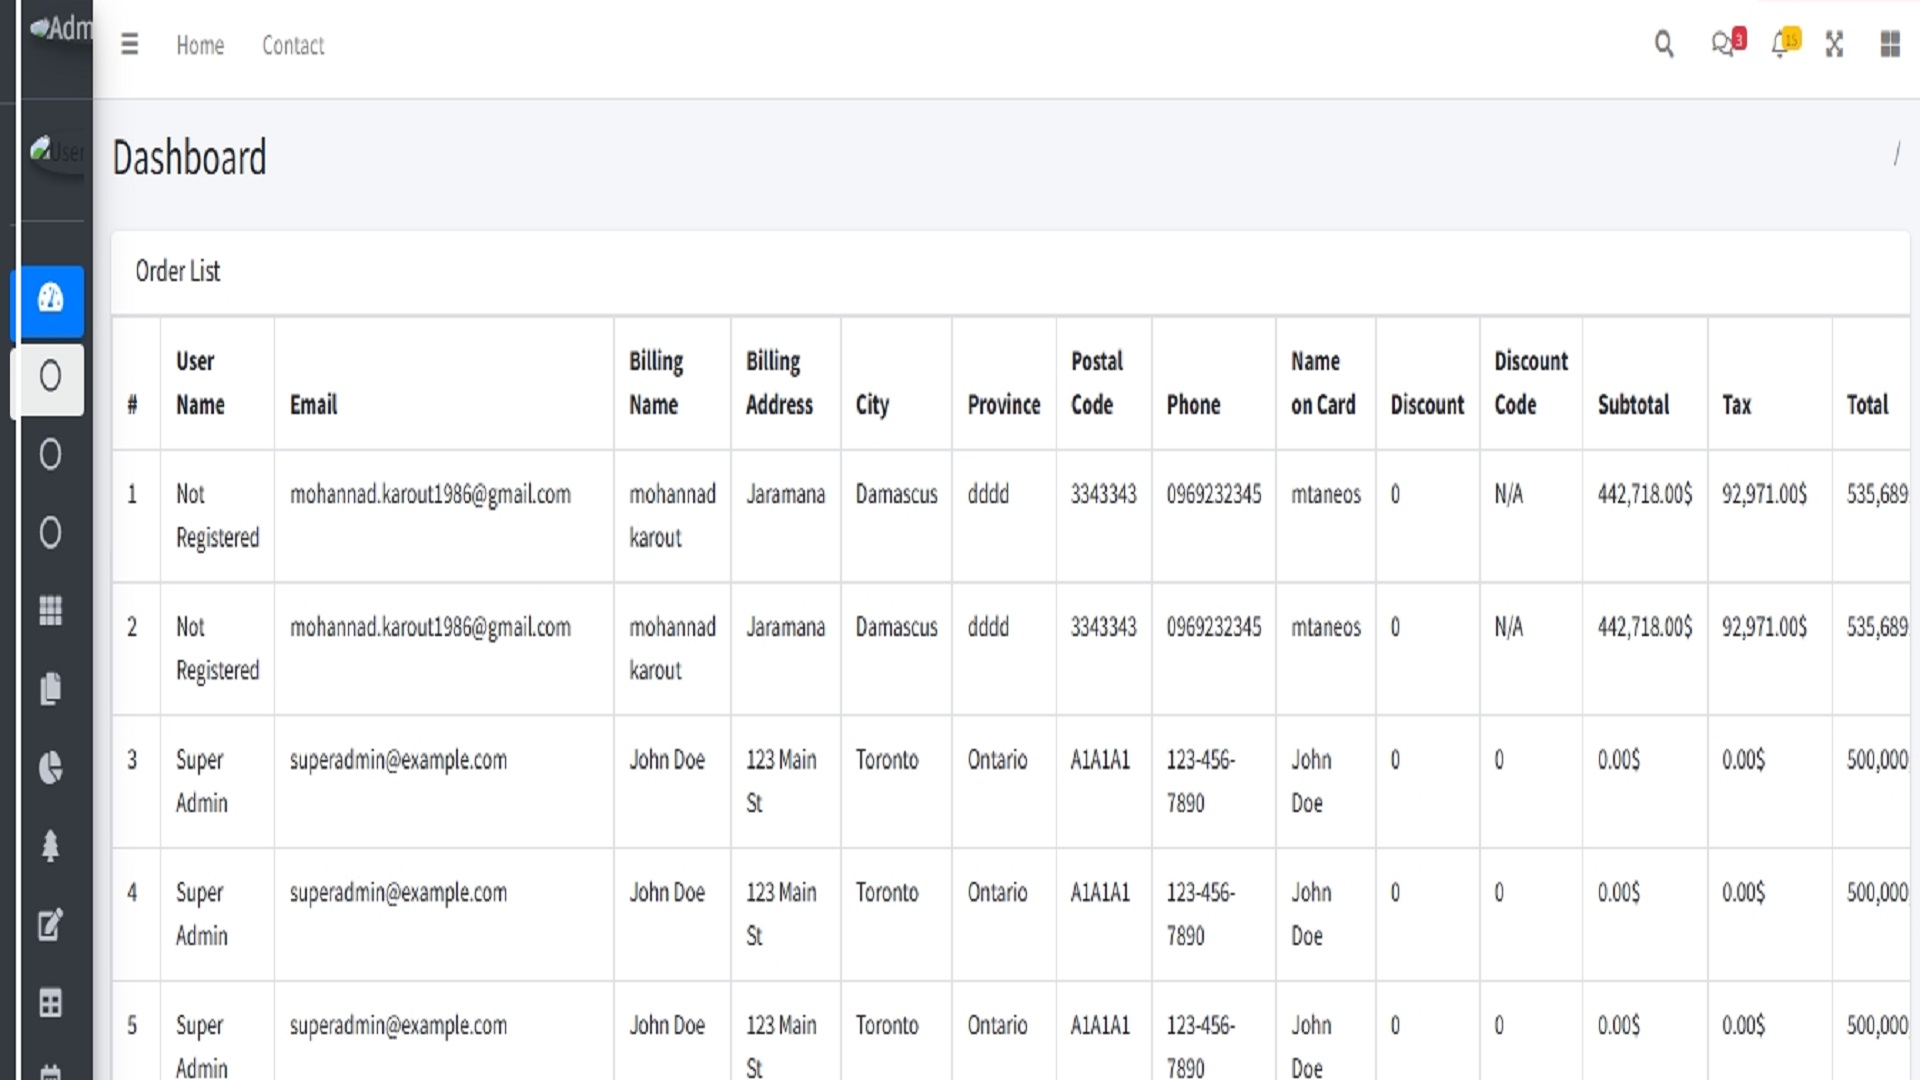 Adm
Home Contact
3
15
User
Dashboard
/
Order List
# User Name Email Billing Name Billing Address City Province Postal Code Phone Name on Card Discount Discount Code Subtotal Tax Total
1 Not Registered mohannad.karout1986@gmail.com mohannad karout Jaramana Damascus dddd 3343343 0969232345 mtaneos 0 N/A 442,718.00$ 92,971.00$ 535,689
2 Not Registered mohannad.karout1986@gmail.com mohannad karout Jaramana Damascus dddd 3343343 0969232345 mtaneos 0 N/A 442,718.00$ 92,971.00$ 535,689
3 Super Admin superadmin@example.com John Doe 123 Main St Toronto Ontario A1A1A1 123-456-7890 John Doe 0 0 0.00$ 0.00$ 500,000
4 Super Admin superadmin@example.com John Doe 123 Main St Toronto Ontario A1A1A1 123-456-7890 John Doe 0 0 0.00$ 0.00$ 500,000
5 Super Admin superadmin@example.com John Doe 123 Main St Toronto Ontario A1A1A1 123-456-7890 John Doe 0 0 0.00$ 0.00$ 500,000